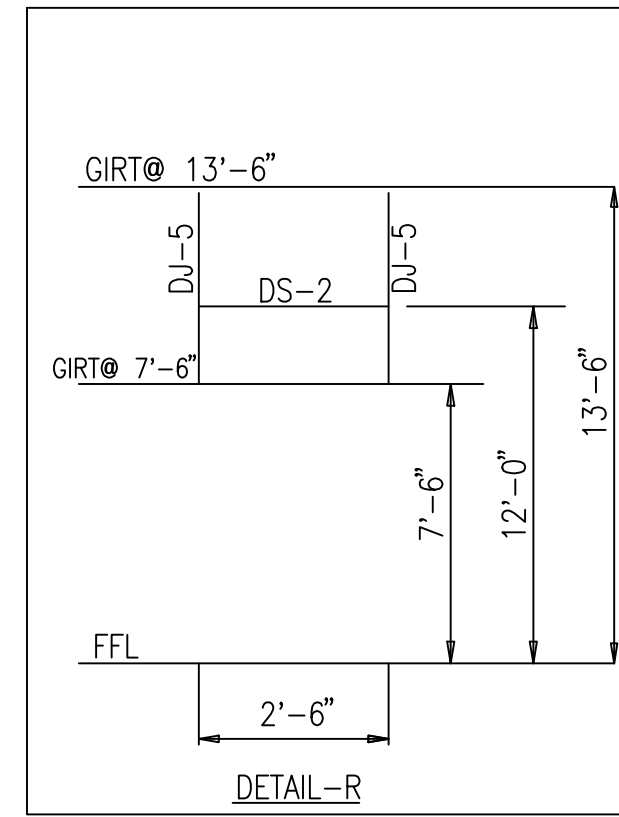 GIRT@ 13'-6"
DJ-5
DJ-5
DS-2
GIRT@ 7'-6"
13'-6"
12'-0"
7'-6"
FFL
2'-6"
DETAIL-R